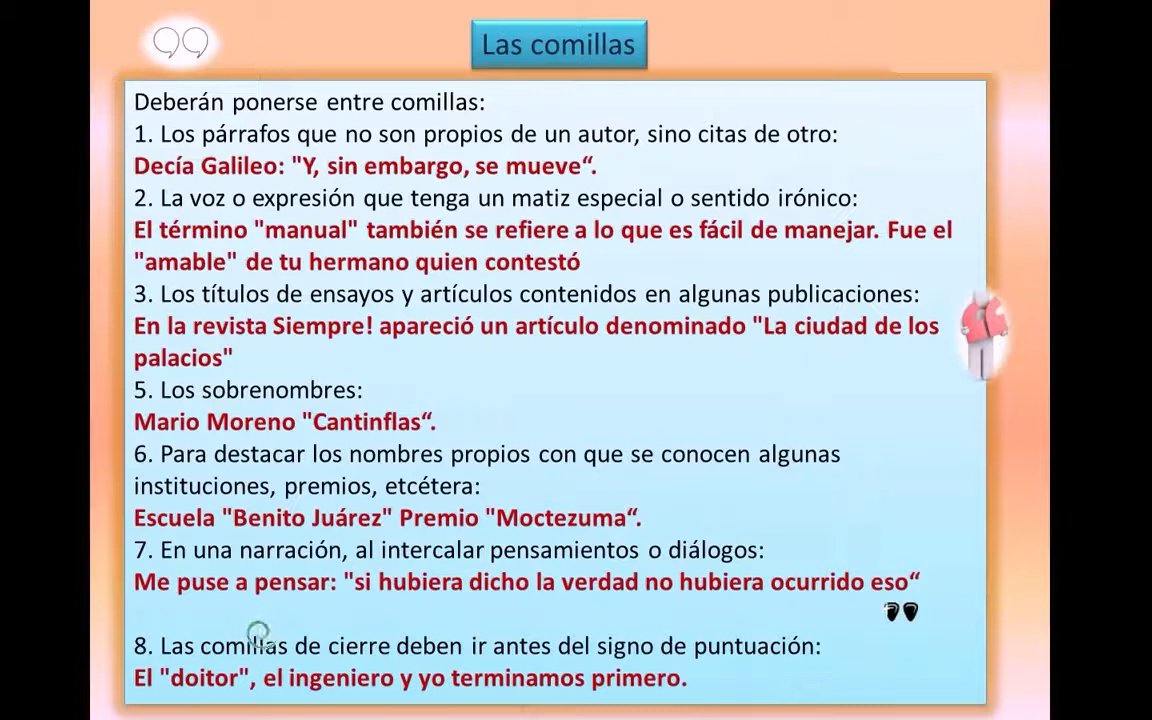 Las comillas
Deberán ponerse entre comillas:
1. Los párrafos que no son propios de un autor, sino citas de otro:
Decía Galileo: "Y, sin embargo, se mueve“.
2. La voz o expresión que tenga un matiz especial o sentido irónico:
El término "manual" también se refiere a lo que es fácil de manejar. Fue el
"amable" de tu hermano quien contestó
3. Los títulos de ensayos y artículos contenidos en algunas publicaciones:
En la revista Siempre! apareció un artículo denominado "La ciudad de los
palacios"
5. Los sobrenombres:
Mario Moreno "Cantinflas“.
6. Para destacar los nombres propios con que se conocen algunas
instituciones, premios, etcétera:
Escuela "Benito Juárez" Premio "Moctezuma“.
7. En una narración, al intercalar pensamientos o diálogos:
Me puse a pensar: "si hubiera dicho la verdad no hubiera ocurrido eso“
8. Las comillas de cierre deben ir antes del signo de puntuación:
El "doitor", el ingeniero y yo terminamos primero.